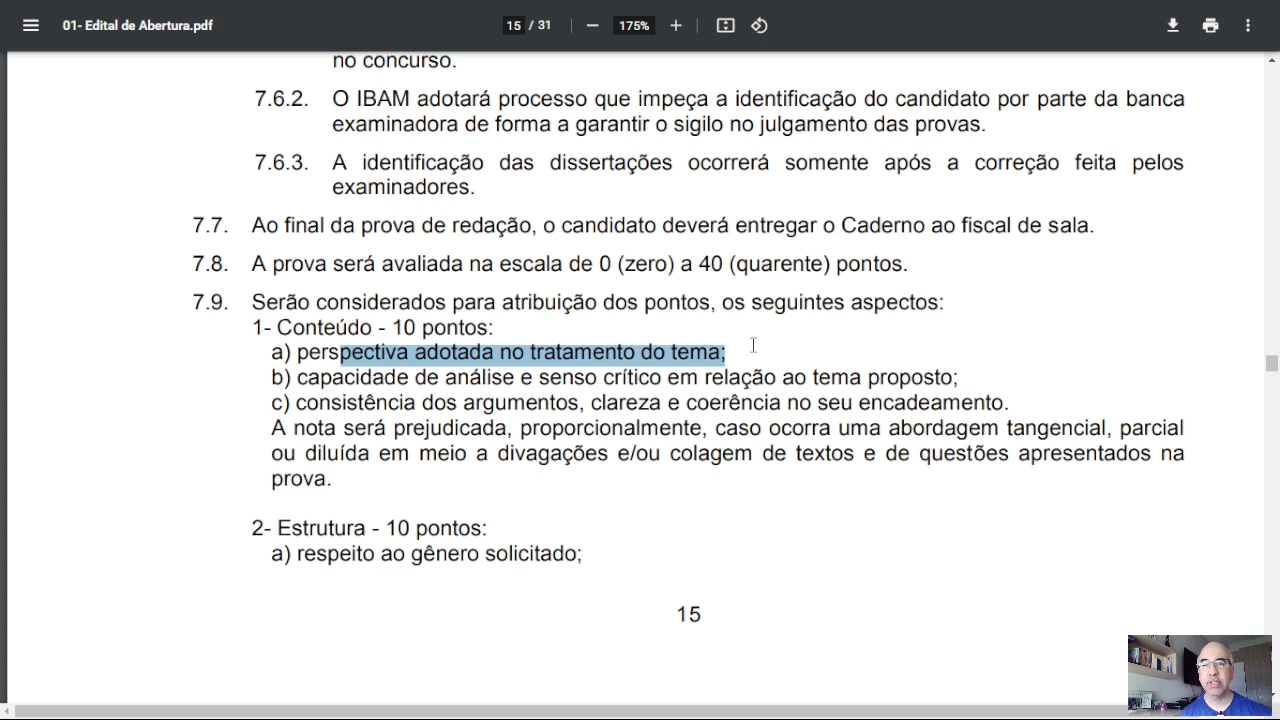 01- Edital de Abertura.pdf
15 / 31
175%
no concurso.
7.6.2. O IBAM adotará processo que impeça a identificação do candidato por parte da banca
examinadora de forma a garantir o sigilo no julgamento das provas.
7.6.3. A identificação das dissertações ocorrerá somente após a correção feita pelos
examinadores.
7.7. Ao final da prova de redação, o candidato deverá entregar o Caderno ao fiscal de sala.
7.8. A prova será avaliada na escala de 0 (zero) a 40 (quarente) pontos.
7.9. Serão considerados para atribuição dos pontos, os seguintes aspectos:
1- Conteúdo - 10 pontos:
a) perspectiva adotada no tratamento do tema;
b) capacidade de análise e senso crítico em relação ao tema proposto;
c) consistência dos argumentos, clareza e coerência no seu encadeamento.
A nota será prejudicada, proporcionalmente, caso ocorra uma abordagem tangencial, parcial
ou diluída em meio a divagações e/ou colagem de textos e de questões apresentados na
prova.
2- Estrutura - 10 pontos:
a) respeito ao gênero solicitado;
15